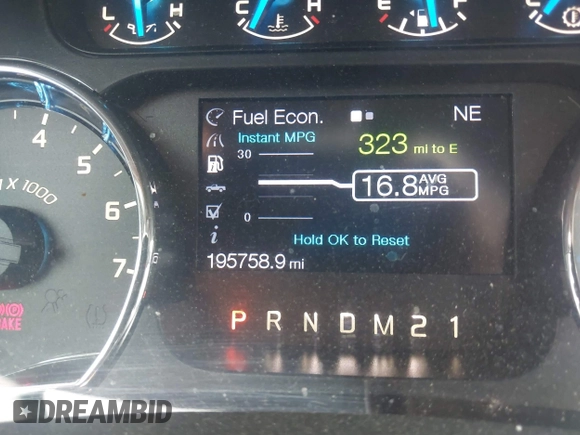 L H C H E F
Fuel Econ. NE
Instant MPG
323 mi to E
30
16.8 AVG MPG
0
Hold OK to Reset
195758.9 mi
4
5
X 1000
6
7
P R N D M 2 1
DREAMBID